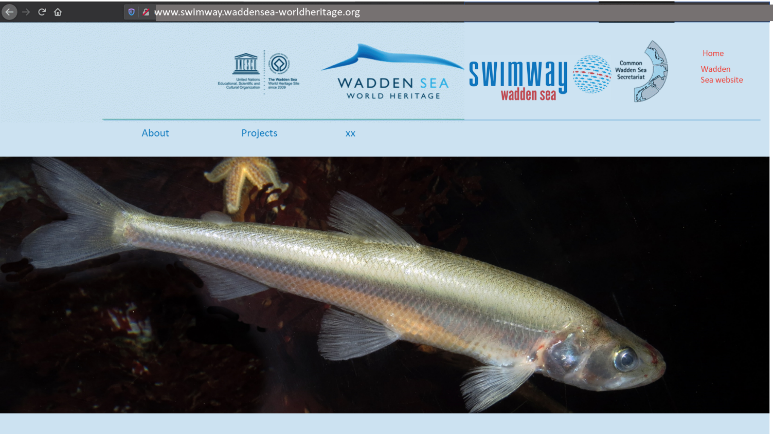 www.swimway.waddensea-worldheritage.org
United Nations
Educational, Scientific and
Cultural Organization
The Wadden Sea
World Heritage Site
since 2009
WADDEN SEA
WORLD HERITAGE
swimway
wadden sea
Common
Wadden Sea
Secretariat
Home
Wadden
Sea website
About
Projects
xx